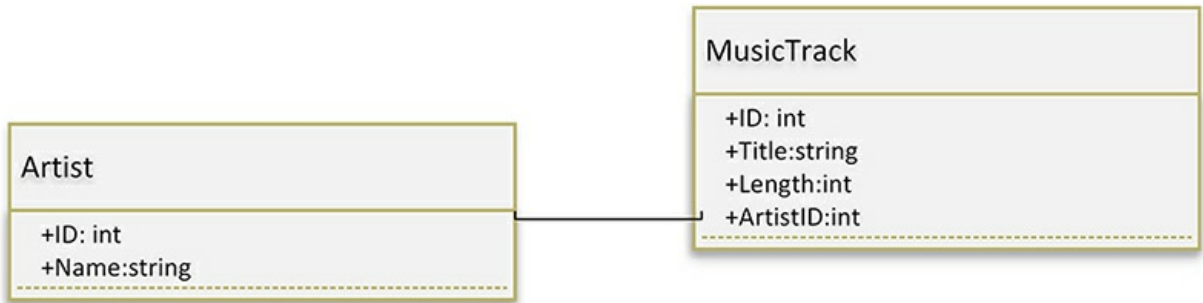 Artist
+ID: int
+Name:string
MusicTrack
+ID: int
+Title:string
+Length:int
+ArtistID:int